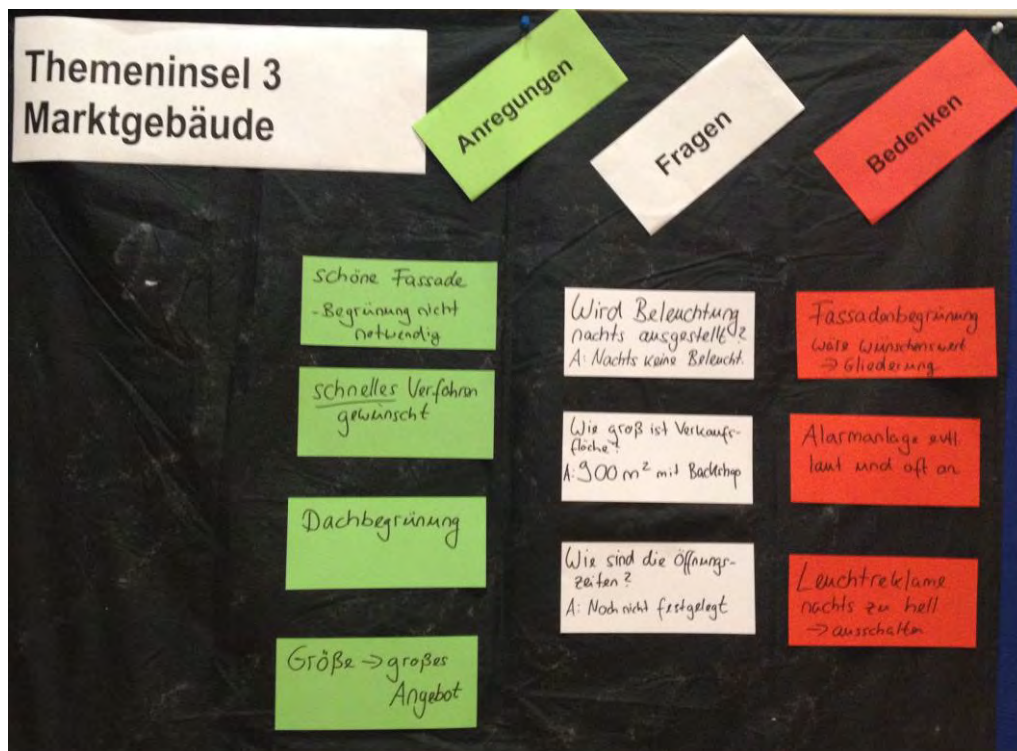 Themeninsel 3
Marktgebäude
Anregungen
schöne Fassade
- Begrünung nicht
notwendig
schnelles Verfahren
gewünscht
Dachbegrünung
Größe → großes
Angebot
Fragen
Wird Beleuchtung
nachts ausgestellt?
A: Nachts keine Beleucht.
Wie groß ist Verkaufs-
fläche?
A: 900 m² mit Backshop
Wie sind die Öffnungs-
zeiten?
A: Noch nicht festgelegt
Bedenken
Fassadenbegrünung
wäre wünschenswert
→ Gliederung
Alarmanlage evtl.
laut und oft an
Leuchtreklame
nachts zu hell
→ ausschalten